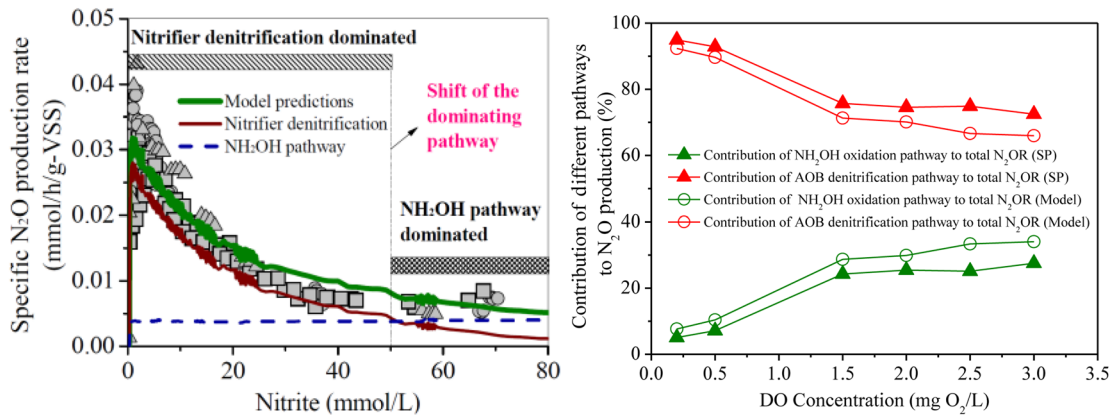 0.05
0.04
0.03
0.02
0.01
0.00
Specific N₂O production rate
(mmol/h/g-VSS)
Nitrifier denitrification dominated
Model predictions
Nitrifier denitrification
NH₂OH pathway
Shift of the
dominating
pathway
NH₂OH pathway
dominated
0 20 40 60 80
Nitrite (mmol/L)
100
80
60
40
20
0
Contribution of different pathways
to N₂O production (%)
Contribution of NH₂OH oxidation pathway to total N₂OR (SP)
Contribution of AOB denitrification pathway to total N₂OR (SP)
Contribution of NH₂OH oxidation pathway to total N₂OR (Model)
Contribution of AOB denitrification pathway to total N₂OR (Model)
0.0 0.5 1.0 1.5 2.0 2.5 3.0 3.5
DO Concentration (mg O₂/L)